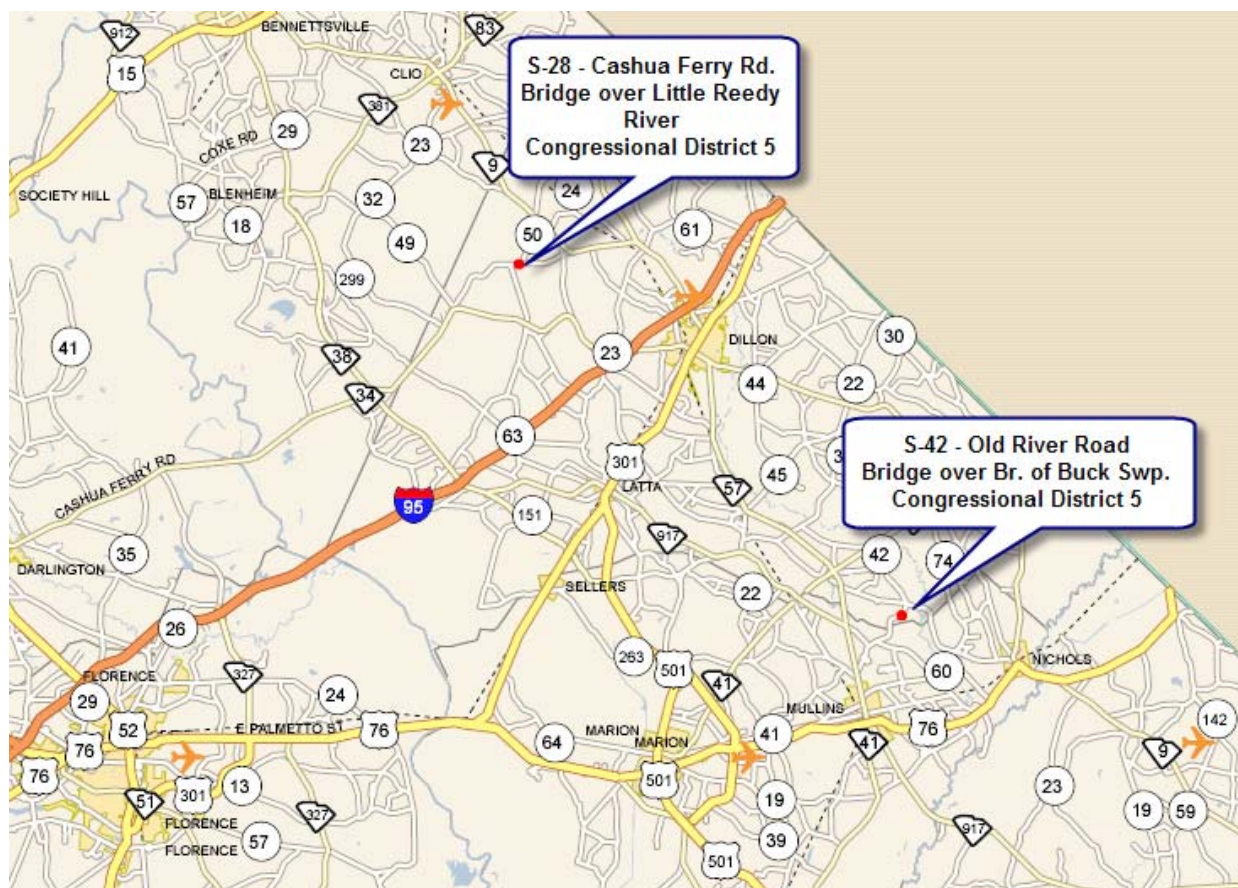 BENNETTSVILLE
912
83
15
S-28 - Cashua Ferry Rd.
Bridge over Little Reedy
River
Congressional District 5
CLIO
381
29
COXE RD
23
9
24
SOCIETY HILL
57
BLENHEIM
32
18
50
61
49
299
41
30
38
23
DILLON
34
44
22
63
S-42 - Old River Road
Bridge over Br. of Buck Swp.
Congressional District 5
301
45
CASHUA FERRY RD
LATTA
57
95
151
917
35
42
74
DARLINGTON
SELLERS
22
26
263
NICHOLS
FLORENCE
327
501
60
29
24
41
52
MULLINS
142
E PALMETTO ST
76
MARION
MARION
41
76
76
64
41
9
76
501
13
23
51
301
19
19
59
327
FLORENCE
57
39
917
FLORENCE
501